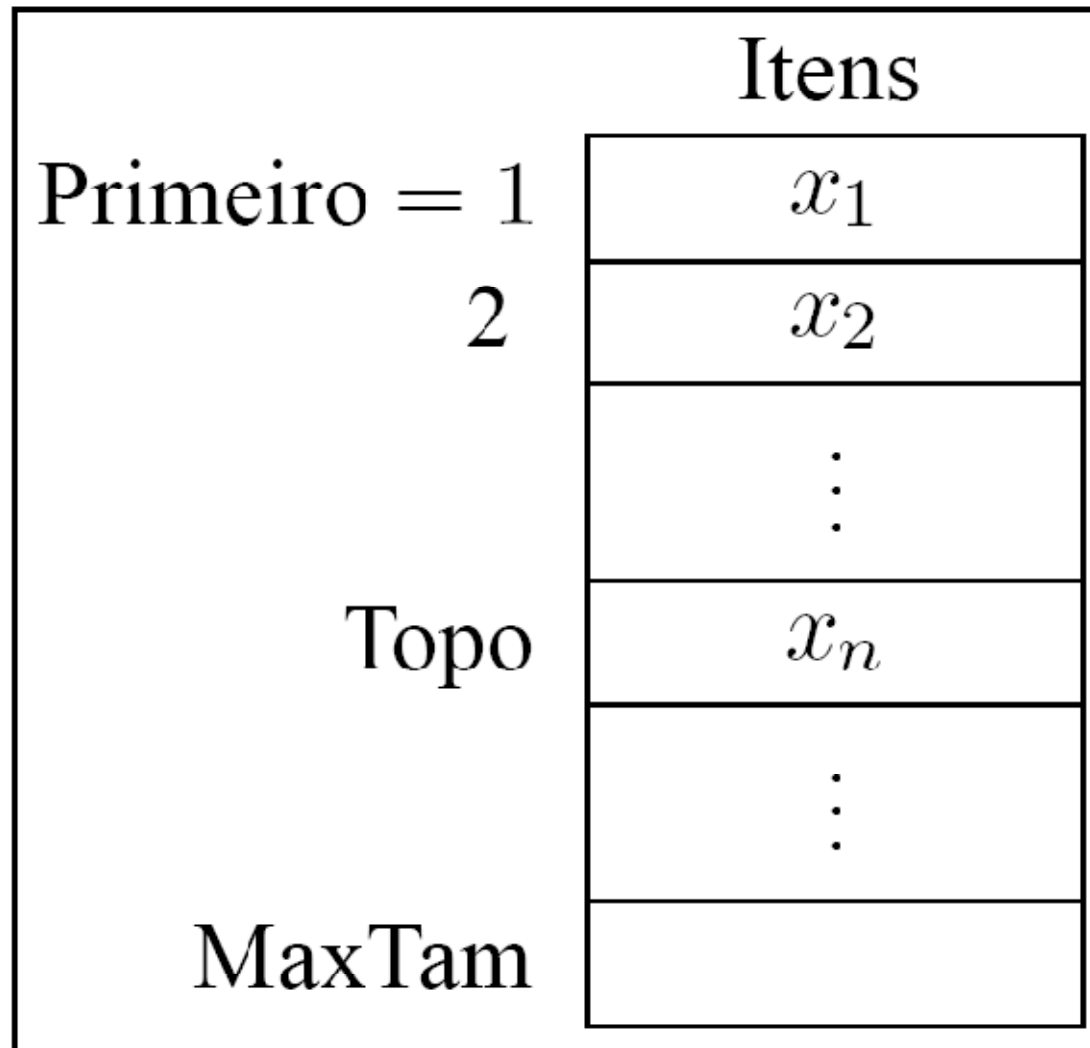 Itens
Primeiro = 1 x₁
2 x₂
⋮
Topo xₙ
⋮
MaxTam